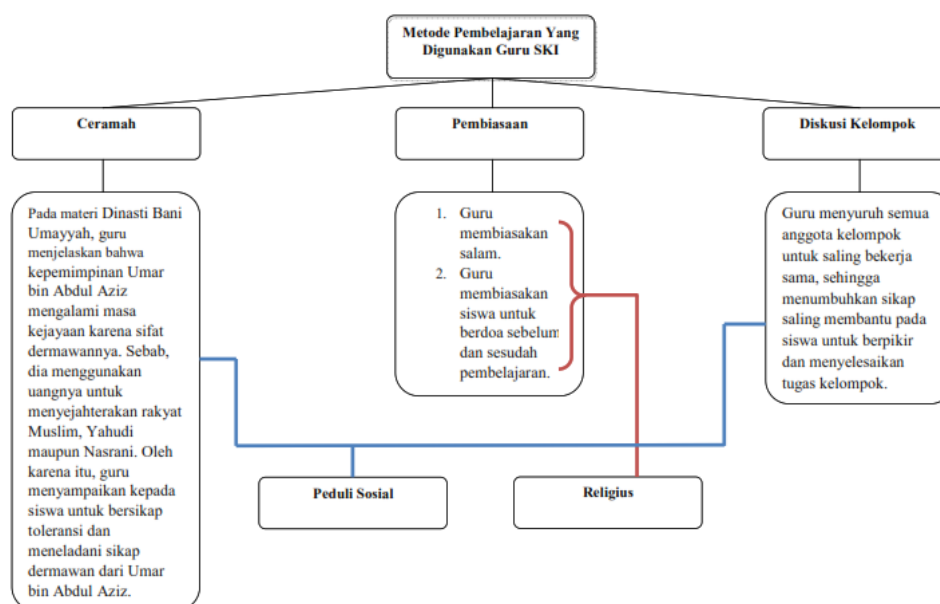 Metode Pembelajaran Yang
Digunakan Guru SKI
Ceramah
Pembiasaan
Diskusi Kelompok
Pada materi Dinasti Bani
Umayyah, guru
menjelaskan bahwa
kepemimpinan Umar
bin Abdul Aziz
mengalami masa
kejayaan karena sifat
dermawannya. Sebab,
dia menggunakan
uangnya untuk
menyejahterakan rakyat
Muslim, Yahudi
maupun Nasrani. Oleh
karena itu, guru
menyampaikan kepada
siswa untuk bersikap
toleransi dan
meneladani sikap
dermawan dari Umar
bin Abdul Aziz.
1. Guru
membiasakan
salam.
2. Guru
membiasakan
siswa untuk
berdoa sebelum
dan sesudah
pembelajaran.
Guru menyuruh semua
anggota kelompok
untuk saling bekerja
sama, sehingga
menumbuhkan sikap
saling membantu pada
siswa untuk berpikir
dan menyelesaikan
tugas kelompok.
Peduli Sosial
Religius